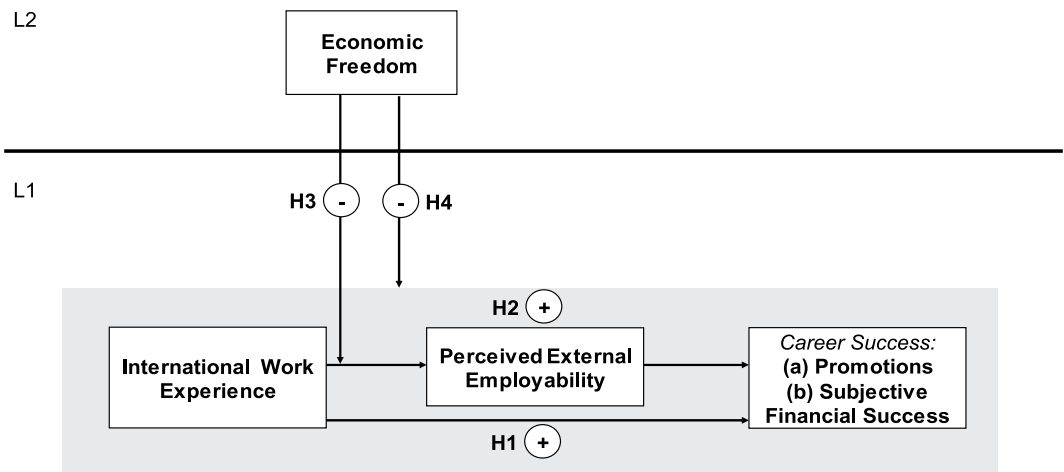 L2
Economic
Freedom
L1
H3
-
-
H4
H2
+
International Work
Experience
Perceived External
Employability
Career Success:
(a) Promotions
(b) Subjective
Financial Success
H1
+